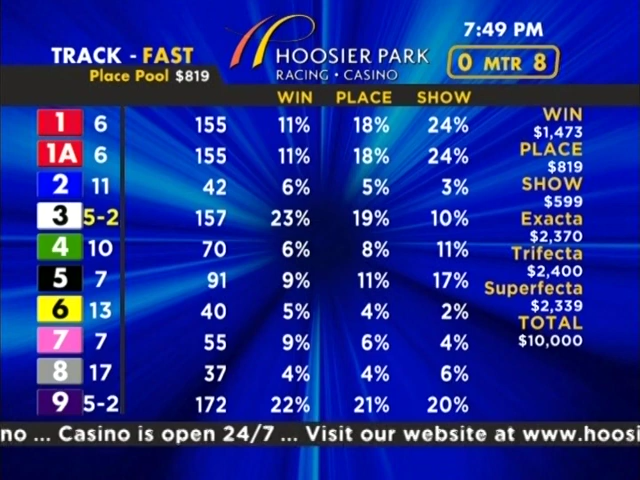 7:49 PM
TRACK - FAST
HOOSIER PARK
RACING • CASINO
0 MTR 8
Place Pool $819
WIN PLACE SHOW
1 6 155 11% 18% 24%
1A 6 155 11% 18% 24%
2 11 42 6% 5% 3%
3 5-2 157 23% 19% 10%
4 10 70 6% 8% 11%
5 7 91 9% 11% 17%
6 13 40 5% 4% 2%
7 7 55 9% 6% 4%
8 17 37 4% 4% 6%
9 5-2 172 22% 21% 20%
WIN
$1,473
PLACE
$819
SHOW
$599
Exacta
$2,370
Trifecta
$2,400
Superfecta
$2,339
TOTAL
$10,000
no ... Casino is open 24/7 ... Visit our website at www.hoosi